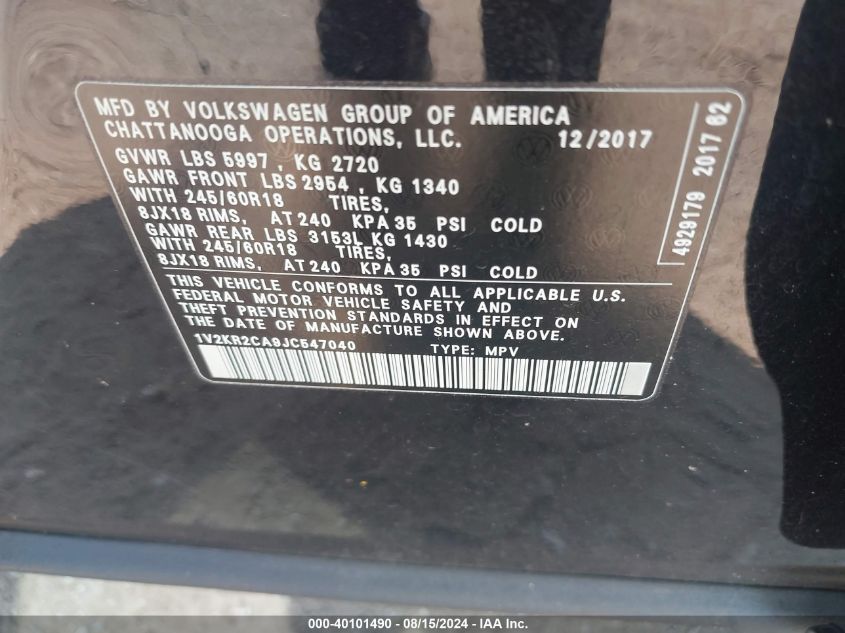 MFD BY VOLKSWAGEN GROUP OF AMERICA
CHATTANOOGA OPERATIONS, LLC. 12/2017
GVWR LBS 5997 , KG 2720
GAWR FRONT LBS 2954 , KG 1340
WITH 245/60R18 TIRES,
8JX18 RIMS, AT 240 KPA 35 PSI COLD
GAWR REAR LBS 3153L KG 1430
WITH 245/60R18 TIRES,
8JX18 RIMS, AT 240 KPA 35 PSI COLD
THIS VEHICLE CONFORMS TO ALL APPLICABLE U.S.
FEDERAL MOTOR VEHICLE SAFETY AND
THEFT PREVENTION STANDARDS IN EFFECT ON
THE DATE OF MANUFACTURE SHOWN ABOVE.
1V2KR2CA9JC547040 TYPE: MPV
4929179 2017 62
000-40101490 - 08/15/2024 - © IAA, Inc.